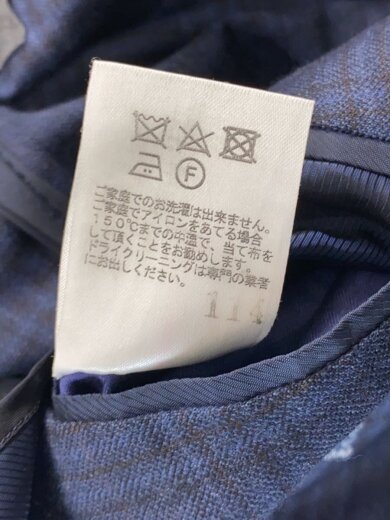 F
ご家庭でのお洗濯は出来ません。
ご家庭でアイロンをあてる場合
150℃までの中温で、当て布を
して頂くことをお勧めします。
ドライクリーニングは専門の業者
にお出しください。
114